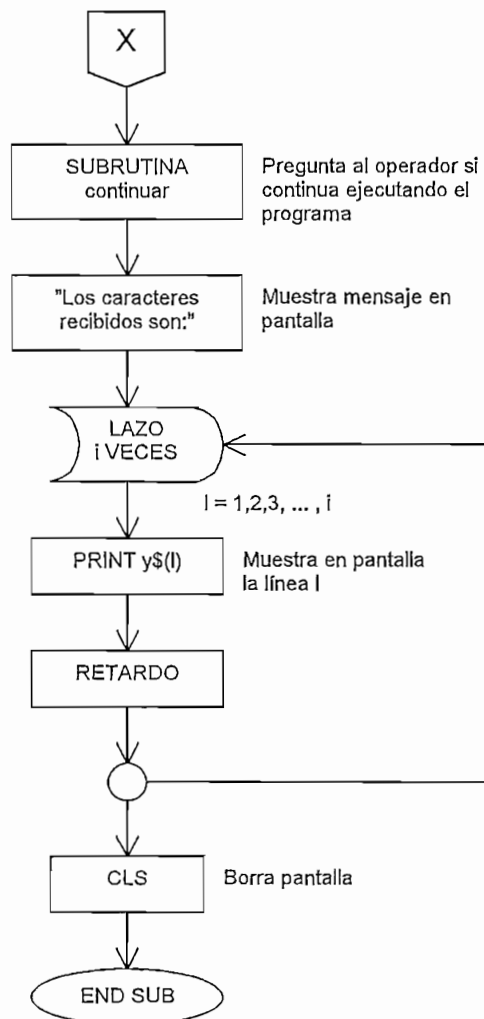 X
SUBRUTINA
continuar
Pregunta al operador si
continua ejecutando el
programa
"Los caracteres
recibidos son:"
Muestra mensaje en
pantalla
LAZO
i VECES
l = 1,2,3, ... , i
PRINT y$(l)
Muestra en pantalla
la línea l
RETARDO
CLS
Borra pantalla
END SUB